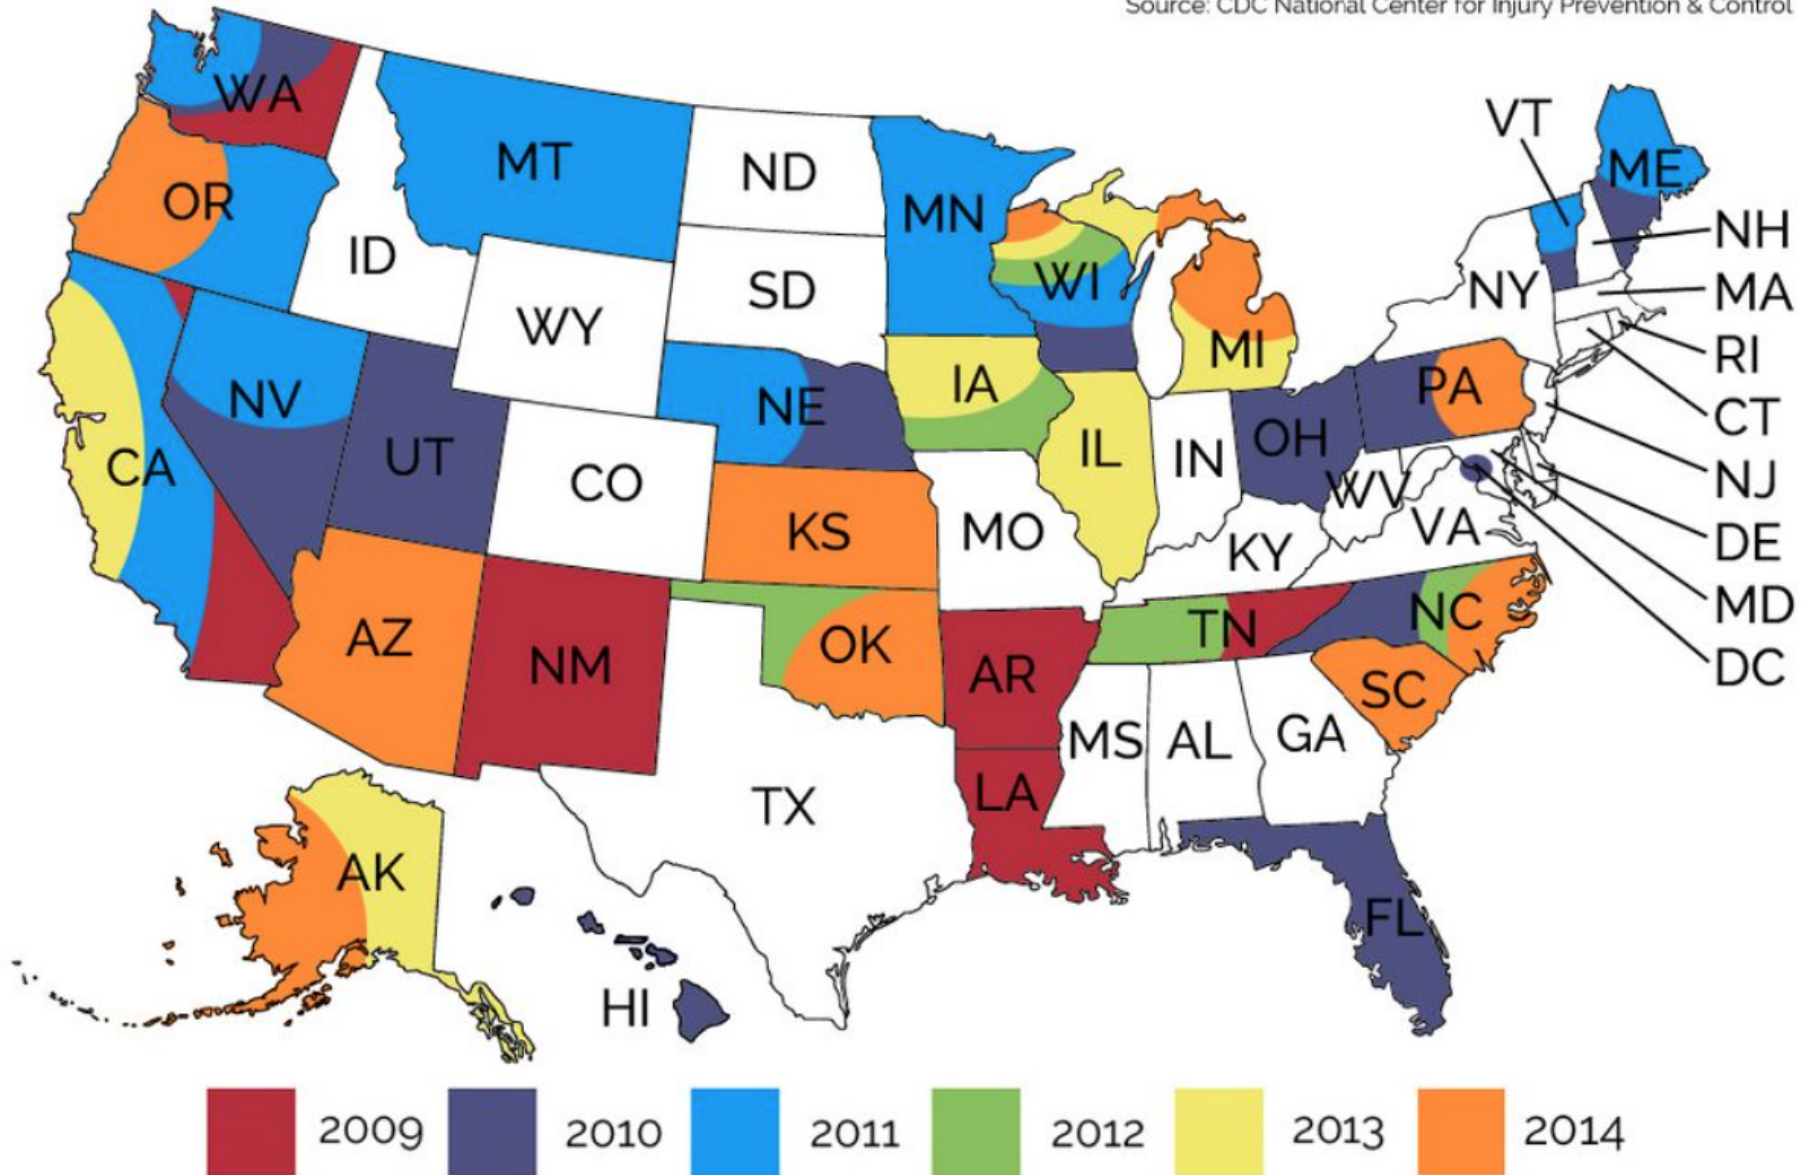 Source: CDC National Center for Injury Prevention & Control
WA
MT
ND
MN
VT
ME
OR
ID
SD
WI
NY
NH
MA
WY
MI
RI
NV
NE
IA
PA
CT
CA
UT
CO
IL
IN
OH
NJ
WV
KS
MO
KY
VA
DE
AZ
NM
OK
AR
TN
NC
MD
DC
SC
MS
AL
GA
TX
LA
AK
FL
HI
2009
2010
2011
2012
2013
2014